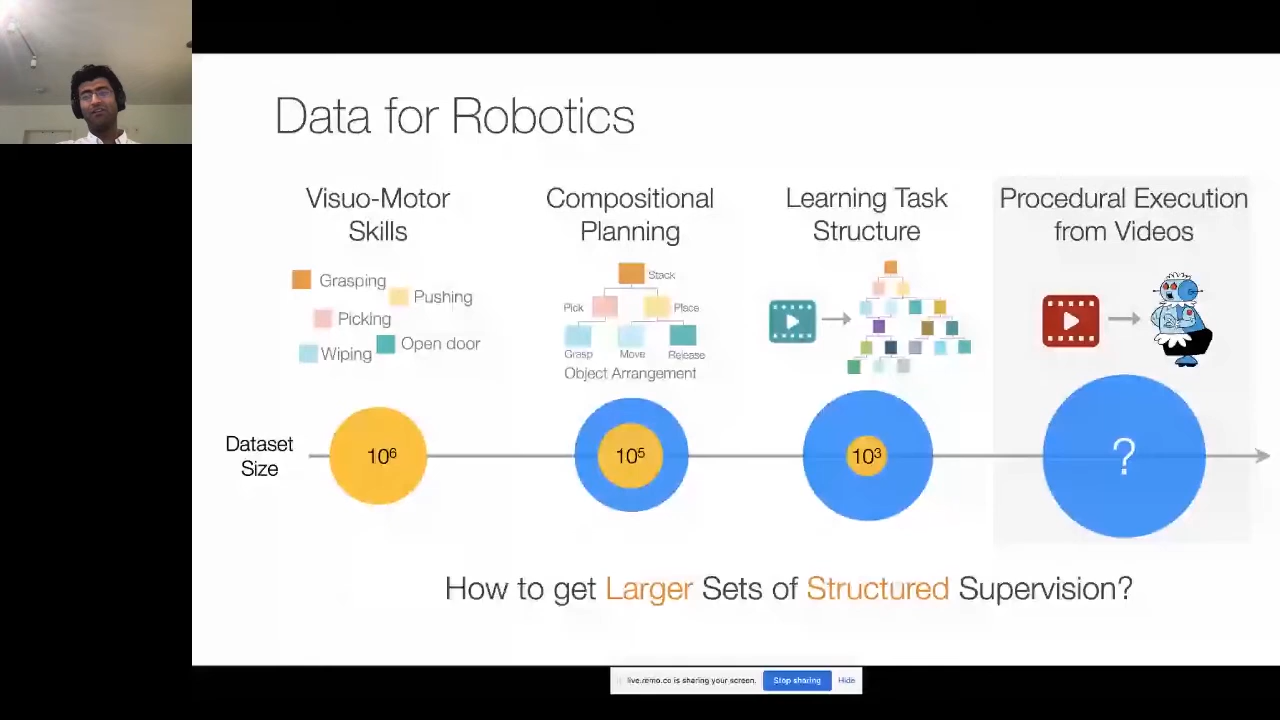 Data for Robotics
Visuo-Motor
Skills
Grasping
Pushing
Picking
Wiping
Open door
Compositional
Planning
Stack
Pick
Place
Grasp
Move
Release
Object Arrangement
Learning Task
Structure
Procedural Execution
from Videos
Dataset
Size
10⁶
10⁵
10³
?
How to get Larger Sets of Structured Supervision?
live.remo.co is sharing your screen. Stop sharing Hide